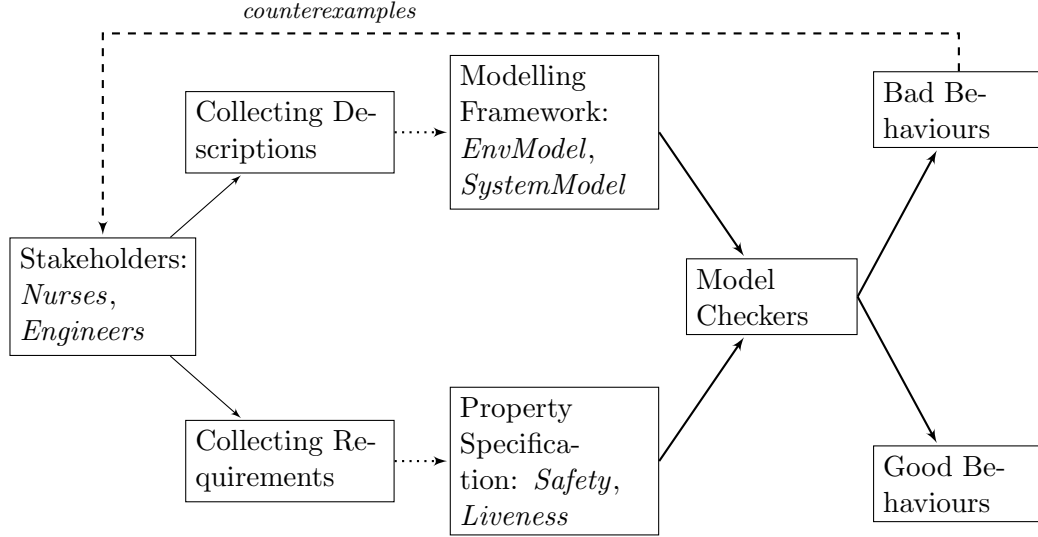 counterexamples
Modelling
Framework:
EnvModel,
SystemModel
Bad Be-
haviours
Collecting De-
scriptions
Stakeholders:
Nurses,
Engineers
Model
Checkers
Collecting Re-
quirements
Property
Specifica-
tion: Safety,
Liveness
Good Be-
haviours